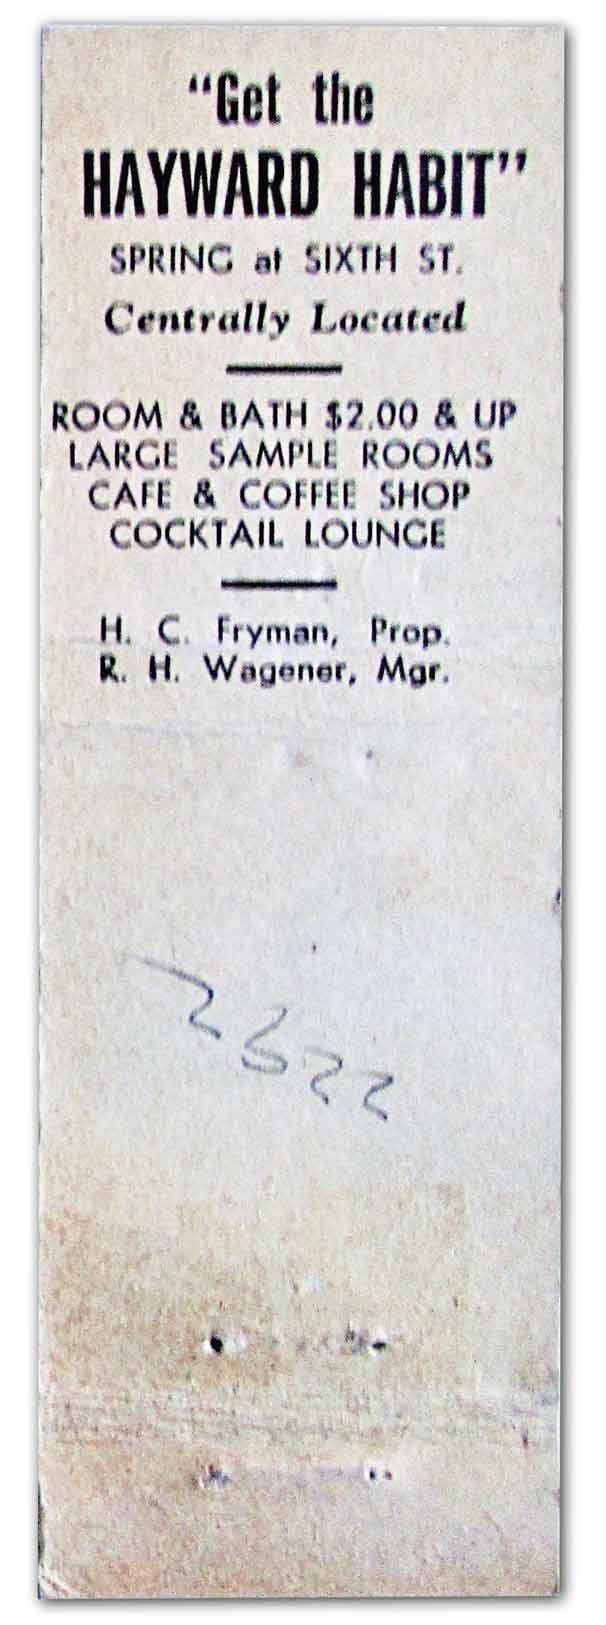 "Get the
HAYWARD HABIT"
SPRING at SIXTH ST.
Centrally Located
ROOM & BATH $2.00 & UP
LARGE SAMPLE ROOMS
CAFE & COFFEE SHOP
COCKTAIL LOUNGE
H. C. Fryman, Prop.
R. H. Wagener, Mgr.
2622